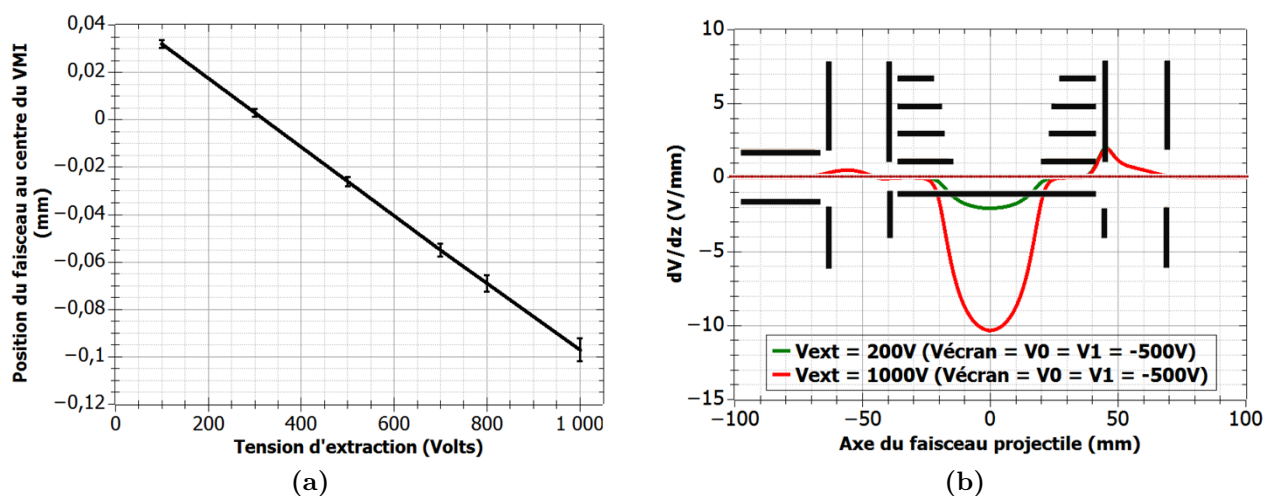 Position du faisceau au centre du VMI
(mm)
0,04
0,02
0
−0,02
−0,04
−0,06
−0,08
−0,1
−0,12
0 200 400 600 800 1 000
Tension d'extraction (Volts)
(a)
dV/dz (V/mm)
10
5
0
−5
−10
−15
Vext = 200V (Vécran = V0 = V1 = -500V)
Vext = 1000V (Vécran = V0 = V1 = -500V)
−100 −50 0 50 100
Axe du faisceau projectile (mm)
(b)